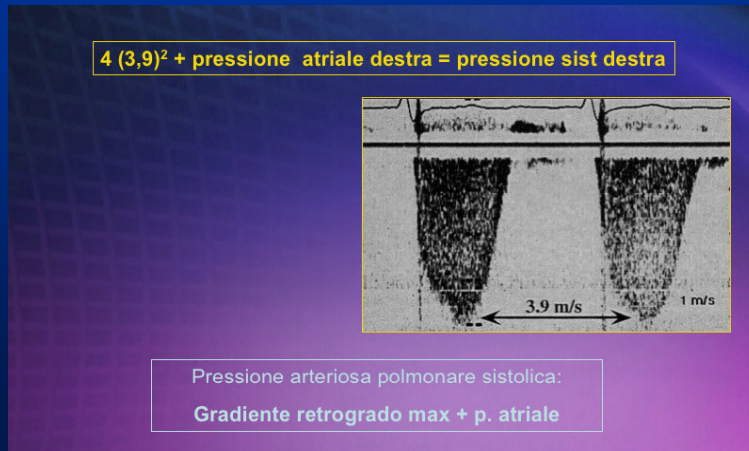 4 (3,9)² + pressione atriale destra = pressione sist destra
1 m/s
3.9 m/s
Pressione arteriosa polmonare sistolica:
Gradiente retrogrado max + p. atriale